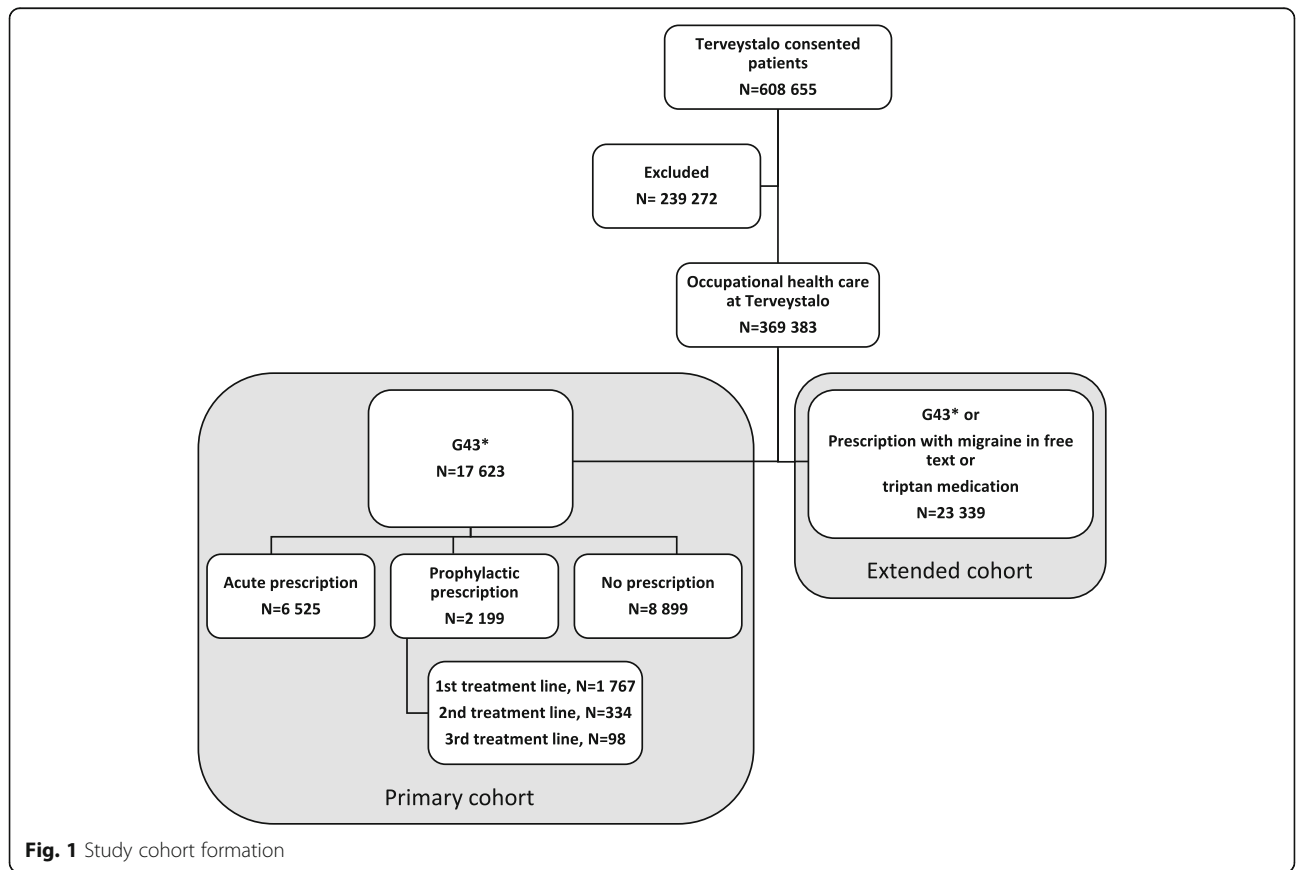 Terveystalo consented
patients
N=608 655
Excluded
N= 239 272
Occupational health care
at Terveystalo
N=369 383
G43*
N=17 623
G43* or
Prescription with migraine in free
text or
triptan medication
N=23 339
Extended cohort
Acute prescription
N=6 525
Prophylactic
prescription
N=2 199
No prescription
N=8 899
1st treatment line, N=1 767
2nd treatment line, N=334
3rd treatment line, N=98
Primary cohort
Fig. 1 Study cohort formation